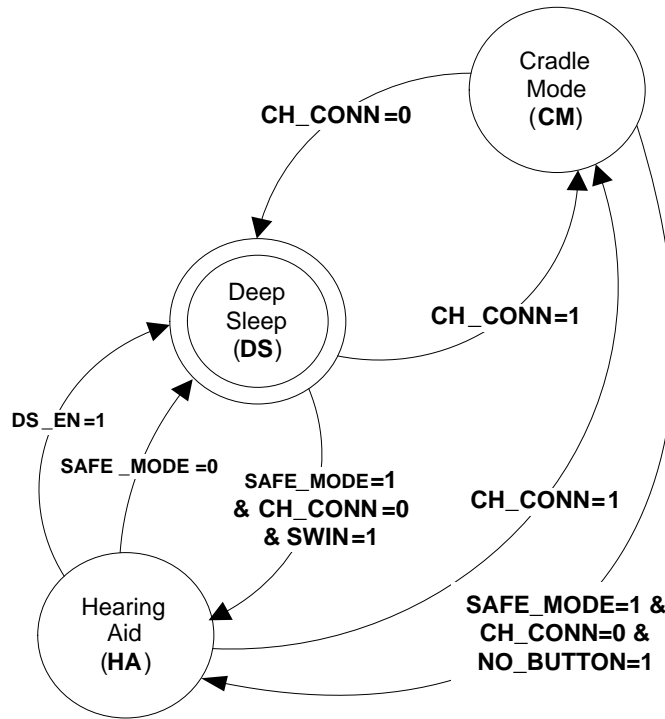 Cradle
Mode
(CM)
CH_CONN=0
Deep
Sleep
(DS)
CH_CONN=1
DS_EN=1
SAFE_MODE=0
SAFE_MODE=1
& CH_CONN=0
& SWIN=1
CH_CONN=1
Hearing
Aid
(HA)
SAFE_MODE=1 &
CH_CONN=0 &
NO_BUTTON=1